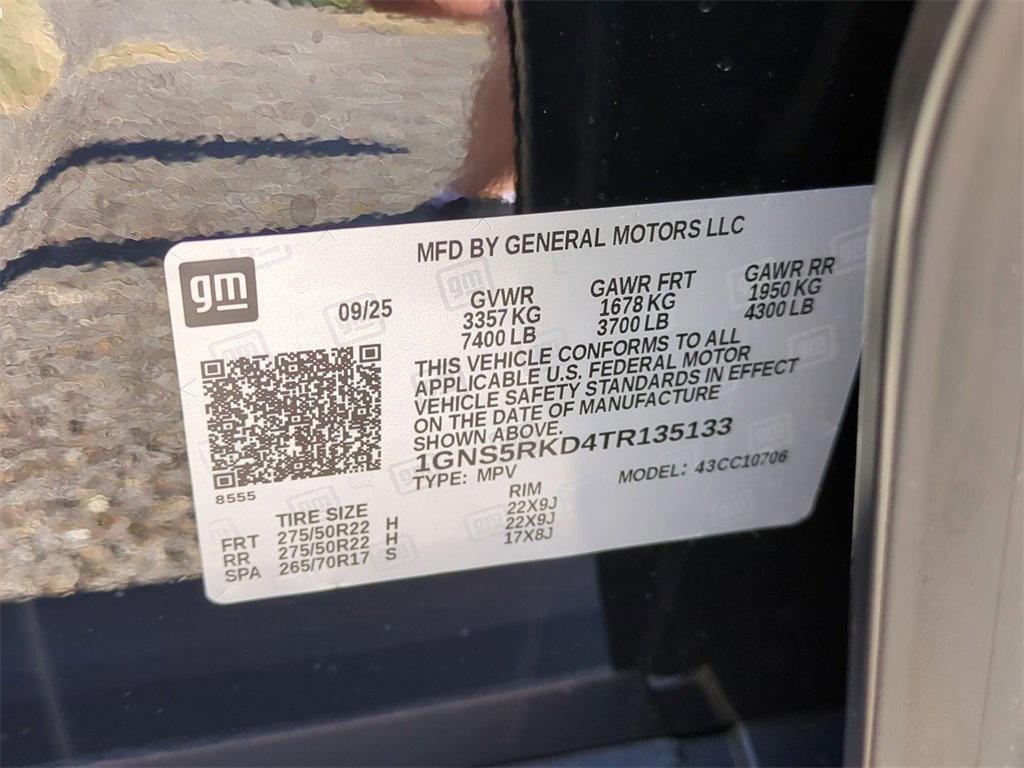 MFD BY GENERAL MOTORS LLC
gm
09/25
GVWR
3357 KG
7400 LB
GAWR FRT
1678 KG
3700 LB
GAWR RR
1950 KG
4300 LB
THIS VEHICLE CONFORMS TO ALL
APPLICABLE U.S. FEDERAL MOTOR
VEHICLE SAFETY STANDARDS IN EFFECT
ON THE DATE OF MANUFACTURE
SHOWN ABOVE.
1GNS5RKD4TR135133
TYPE: MPV MODEL: 43CC10706
8555
TIRE SIZE RIM
FRT 275/50R22 H 22X9J
RR 275/50R22 H 22X9J
SPA 265/70R17 S 17X8J